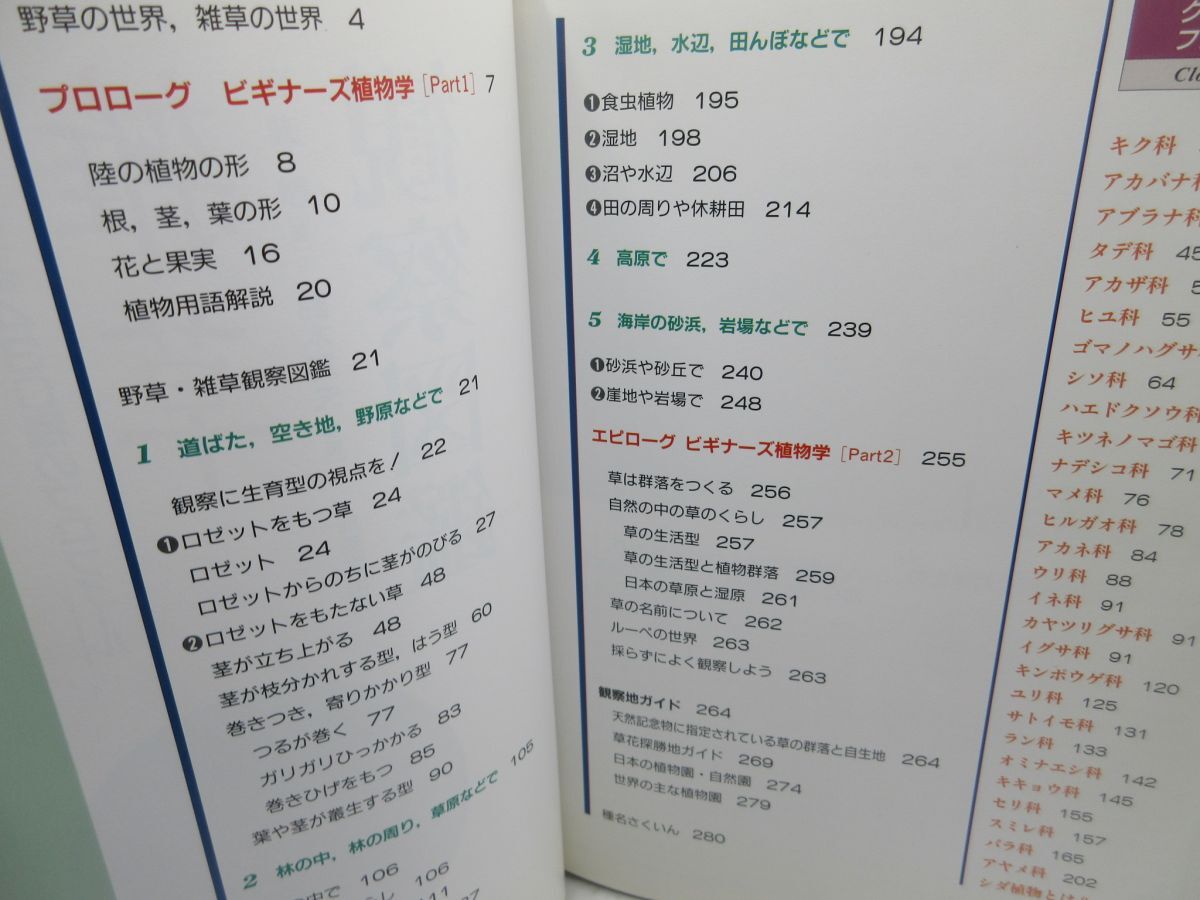 野草の世界，雑草の世界 4
プロローグ ビギナーズ植物学［Part1］7
陸の植物の形 8
根，茎，葉の形 10
花と果実 16
植物用語解説 20
野草・雑草観察図鑑 21
1 道ばた，空き地，野原などで 21
観察に生育型の視点を！ 22
❶ロゼットをもつ草 24
ロゼット 24
ロゼットからのちに茎がのびる 27
❷ロゼットをもたない草 48
茎が立ち上がる 48
茎が枝分かれする型，はう型 60
巻きつき，寄りかかり型 77
つるが巻く 77
ガリガリひっかかる 83
巻きひげをもつ 85
葉や茎が叢生する型 90
2 林の中，林の周り，草原などで 105
中で 106
106
3 湿地，水辺，田んぼなどで 194
❶食虫植物 195
❷湿地 198
❸沼や水辺 206
❹田の周りや休耕田 214
4 高原で 223
5 海岸の砂浜，岩場などで 239
❶砂浜や砂丘で 240
❷崖地や岩場で 248
エピローグ ビギナーズ植物学［Part2］ 255
草は群落をつくる 256
自然の中の草のくらし 257
草の生活型 257
草の生活型と植物群落 259
日本の草原と湿原 261
草の名前について 262
ルーペの世界 263
採らずによく観察しよう 263
観察地ガイド 264
天然記念物に指定されている草の群落と自生地 264
草花探勝地ガイド 269
日本の植物園・自然園 274
世界の主な植物園 279
種名さくいん 280
キク科
アカバナ科
アブラナ科
タデ科 45
アカザ科
ヒユ科 55
ゴマノハグサ
シソ科 64
ハエドクソウ科
キツネノマゴ科
ナデシコ科 71
マメ科 76
ヒルガオ科 78
アカネ科 84
ウリ科 88
イネ科 91
カヤツリグサ科 91
イグサ科 91
キンポウゲ科 120
ユリ科 125
サトイモ科 131
ラン科 133
オミナエシ科 142
キキョウ科 145
セリ科 155
スミレ科 157
バラ科 165
アヤメ科 202
シダ植物とは